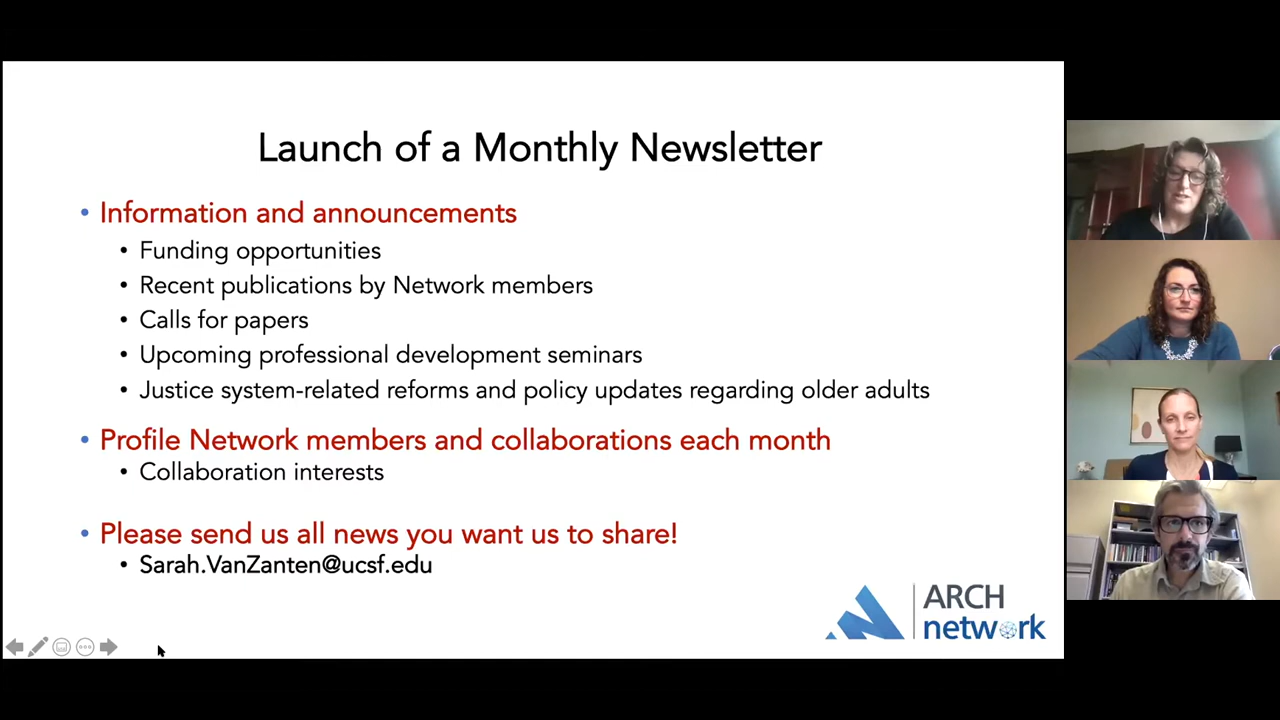 Launch of a Monthly Newsletter
• Information and announcements
• Funding opportunities
• Recent publications by Network members
• Calls for papers
• Upcoming professional development seminars
• Justice system-related reforms and policy updates regarding older adults
• Profile Network members and collaborations each month
• Collaboration interests
• Please send us all news you want us to share!
• Sarah.VanZanten@ucsf.edu
ARCH
network